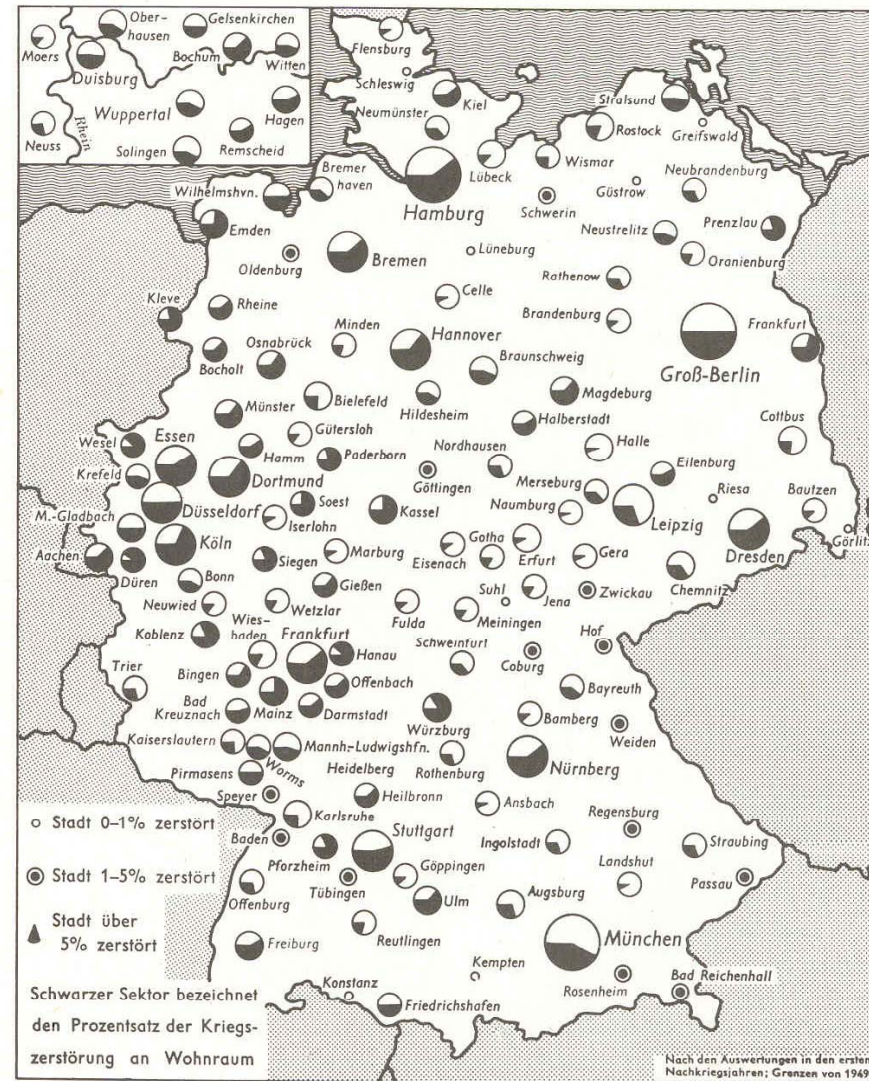 Ober-
hausen
Gelsenkirchen
Moers
Duisburg
Bochum
Witten
Wuppertal
Hagen
Neuss
Rhein
Solingen
Remscheid
Flensburg
Schleswig
Kiel
Neumünster
Stralsund
Rostock
Greifswald
Lübeck
Wismar
Bremer
haven
Wilhelmshvn.
Hamburg
Schwerin
Güstrow
Neubrandenburg
Emden
Neustrelitz
Prenzlau
Oldenburg
Bremen
Lüneburg
Oranienburg
Rathenow
Celle
Kleve
Rheine
Brandenburg
Frankfurt
Minden
Hannover
Osnabrück
Bocholt
Braunschweig
Groß-Berlin
Magdeburg
Bielefeld
Hildesheim
Münster
Halberstadt
Cottbus
Gütersloh
Wesel
Essen
Hamm
Paderborn
Nordhausen
Halle
Eilenburg
Krefeld
Dortmund
Göttingen
Merseburg
Riesa
Bautzen
Düsseldorf
Soest
Kassel
Naumburg
Leipzig
M.-Gladbach
Iserlohn
Dresden
Görlitz
Köln
Gotha
Aachen
Siegen
Marburg
Eisenach
Erfurt
Gera
Düren
Bonn
Gießen
Suhl
Jena
Zwickau
Chemnitz
Neuwied
Wetzlar
Fulda
Meiningen
Wies-
baden
Koblenz
Frankfurt
Hanau
Schweinfurt
Hof
Coburg
Trier
Bingen
Offenbach
Bayreuth
Bad
Kreuznach
Mainz
Darmstadt
Würzburg
Bamberg
Weiden
Kaiserslautern
Mannh.-Ludwigshfn.
Rothenburg
Nürnberg
Pirmasens
Worms
Heidelberg
Speyer
Heilbronn
Ansbach
Regensburg
Karlsruhe
Stuttgart
Ingolstadt
Straubing
Baden
Pforzheim
Göppingen
Landshut
Tübingen
Passau
Offenburg
Ulm
Augsburg
Reutlingen
Freiburg
München
Kempten
Bad Reichenhall
Konstanz
Rosenheim
Friedrichshafen
Stadt 0–1% zerstört
Stadt 1–5% zerstört
Stadt über
5% zerstört
Schwarzer Sektor bezeichnet
den Prozentsatz der Kriegs-
zerstörung an Wohnraum
Nach den Auswertungen in den ersten
Nachkriegsjahren; Grenzen von 1949